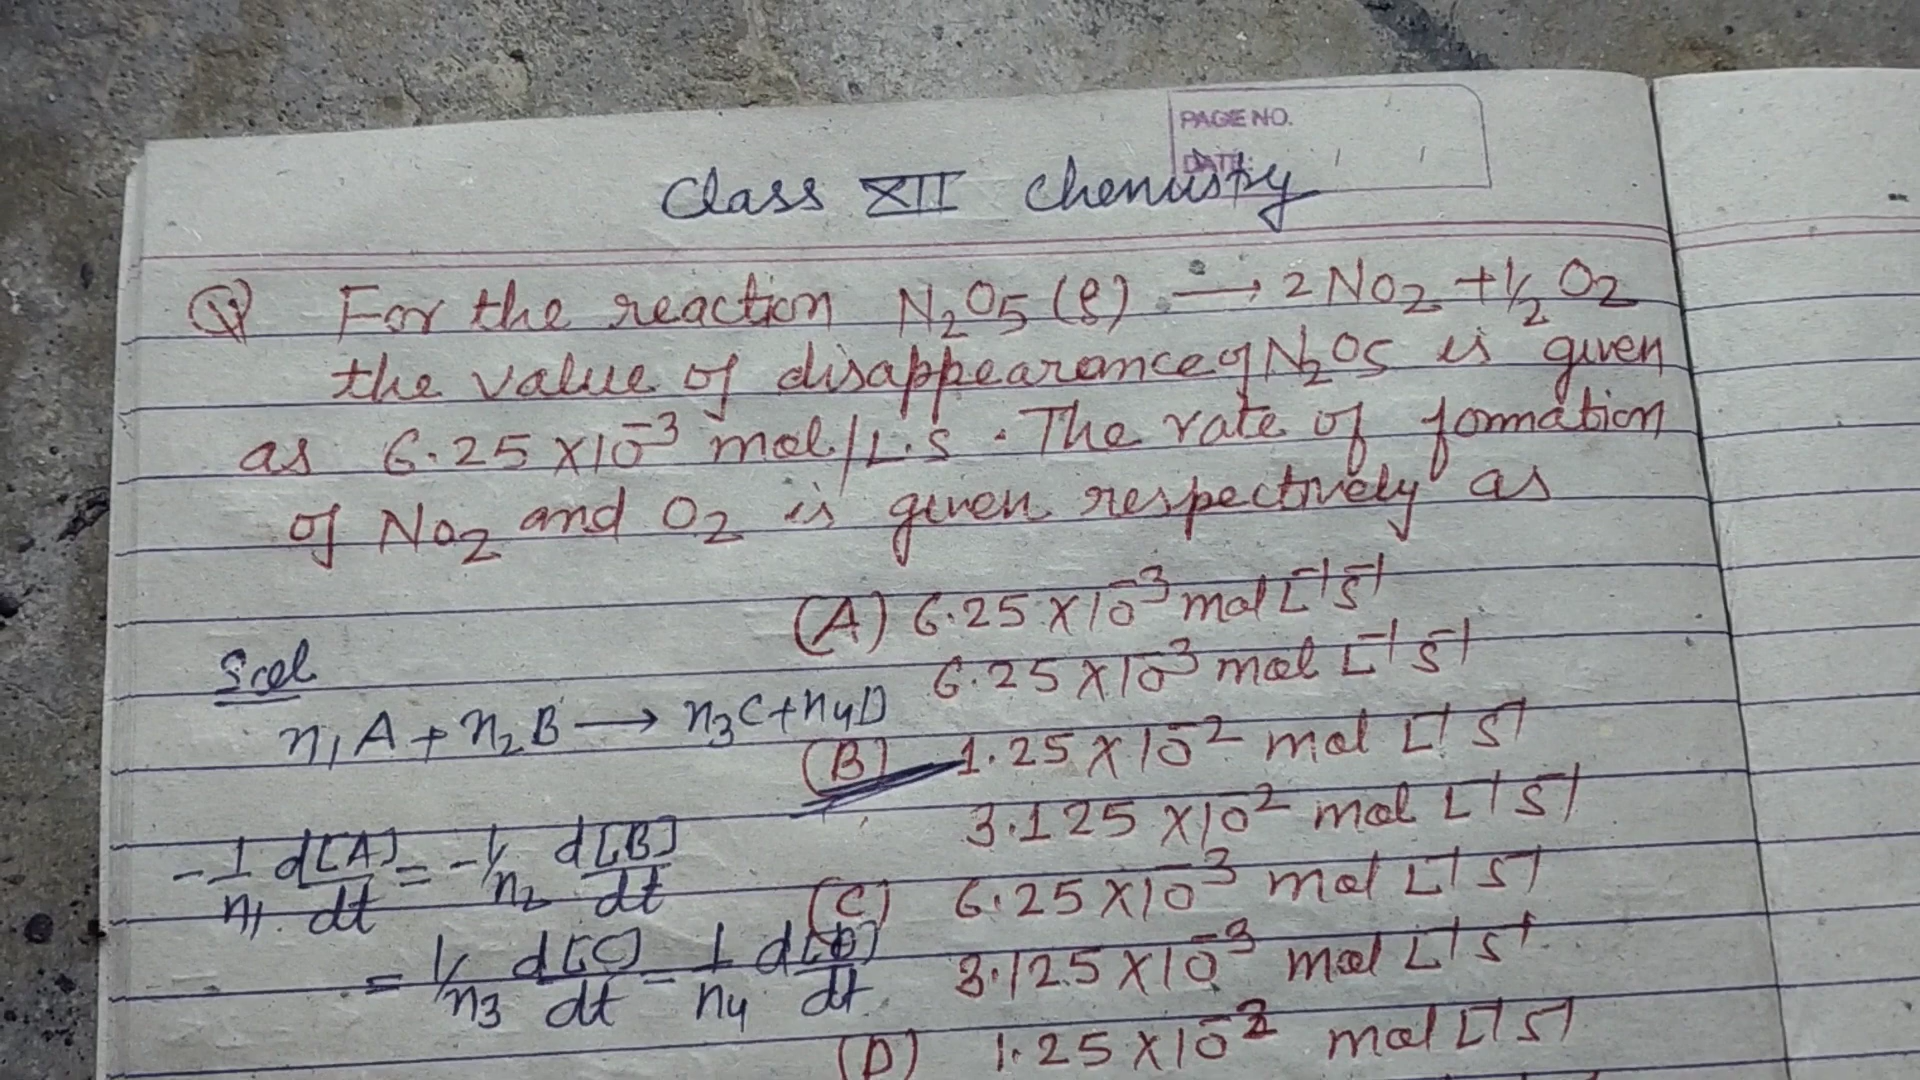 PAGE NO.
DATE:
Class XII Chemistry
Q For the reaction N₂O5 (g) → 2 NO₂ + 1/2 O₂
the value of disappearance of N₂O5 is given
as 6.25 X 10⁻³ mol/L.S. The rate of formation
of NO₂ and O₂ is given respectively as
(A) 6.25 X 10⁻³ mol L⁻¹ S⁻¹
6.25 X 10⁻³ mol L⁻¹ S⁻¹
Sol
n₁A + n₂B → n₃C + n₄D
(B) 1.25 X 10⁻² mol L⁻¹ S⁻¹
3.125 X 10⁻² mol L⁻¹ S⁻¹
-1/n₁ d[A]/dt = -1/n₂ d[B]/dt
(C) 6.25 X 10⁻³ mol L⁻¹ S⁻¹
= 1/n₃ d[C]/dt = 1/n₄ d[D]/dt
3.125 X 10⁻³ mol L⁻¹ S⁻¹
(D) 1.25 X 10⁻² mol L⁻¹ S⁻¹